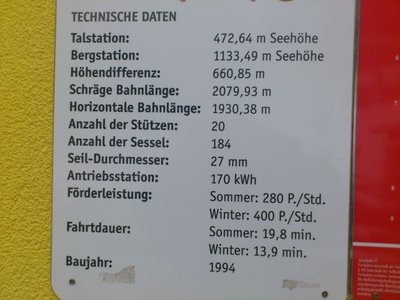 TECHNISCHE DATEN
Talstation: 472,64 m Seehöhe
Bergstation: 1133,49 m Seehöhe
Höhendifferenz: 660,85 m
Schräge Bahnlänge: 2079,93 m
Horizontale Bahnlänge: 1930,38 m
Anzahl der Stützen: 20
Anzahl der Sessel: 184
Seil-Durchmesser: 27 mm
Antriebsstation: 170 kWh
Förderleistung: Sommer: 280 P./Std.
Winter: 400 P./Std.
Fahrtdauer: Sommer: 19,8 min.
Winter: 13,9 min.
Baujahr: 1994